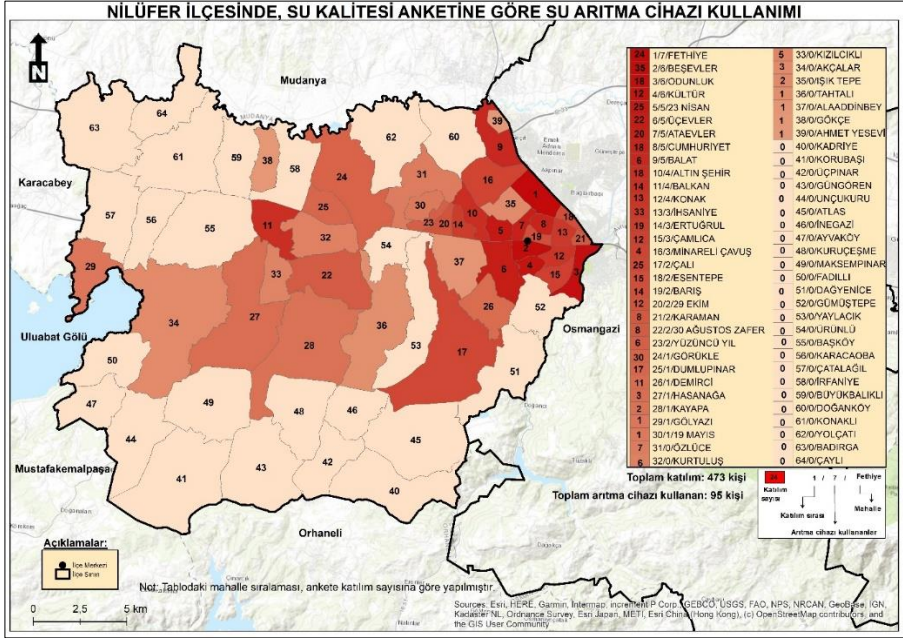 NİLÜFER İLÇESİNDE, SU KALİTESİ ANKETİNE GÖRE SU ARITMA CİHAZI KULLANIMI
N
Mudanya
Karacabey
Uluabat Gölü
Mustafakemalpaşa
Orhaneli
Osmangazi
24 1/7/FETHİYE
35 2/6/BEŞEVLER
18 3/6/ODUNLUK
12 4/6/KÜLTÜR
25 5/5/23 NİSAN
22 6/5/ÜÇEVLER
20 7/5/ATAEVLER
18 8/5/CUMHURİYET
6 9/5/BALAT
18 10/4/ALTIN ŞEHİR
14 11/4/BALKAN
13 12/4/KONAK
33 13/3/İHSANİYE
19 14/3/ERTUĞRUL
12 15/3/ÇAMLICA
4 16/3/MİNARELİ ÇAVUŞ
25 17/2/ÇALI
15 18/2/ESENTEPE
14 19/2/BARIŞ
12 20/2/29 EKİM
8 21/2/KARAMAN
8 22/2/30 AĞUSTOS ZAFER
6 23/2/YÜZÜNCÜ YIL
30 24/1/GÖRÜKLE
17 25/1/DUMLUPINAR
11 26/1/DEMİRCİ
3 27/1/HASANAĞA
2 28/1/KAYAPA
1 29/1/GÖLYAZI
1 30/1/19 MAYIS
7 31/0/ÖZLÜCE
6 32/0/KURTULUŞ
5 33/0/KIZILCIKLI
3 34/0/AKÇALAR
2 35/0/IŞIK TEPE
1 36/0/TAHTALI
1 37/0/ALAADDİNBEY
1 38/0/GÖKÇE
1 39/0/AHMET YESEVİ
0 40/0/KADRİYE
0 41/0/KORUBAŞI
0 42/0/ÜÇPINAR
0 43/0/GÜNGÖREN
0 44/0/UNÇUKURU
0 45/0/ATLAS
0 46/0/İNEGAZİ
0 47/0/AYVAKÖY
0 48/0/KURUÇEŞME
0 49/0/MAKSEMPINAR
0 50/0/FADILLI
0 51/0/DAĞYENİCE
0 52/0/GÜMÜŞTEPE
0 53/0/YAYLACIK
0 54/0/ÜRÜNLÜ
0 55/0/BAŞKÖY
0 56/0/KARACAOBA
0 57/0/ÇATALAĞIL
0 58/0/İRFANİYE
0 59/0/BÜYÜKBALIKLI
0 60/0/DOĞANKÖY
0 61/0/KONAKLI
0 62/0/YOLÇATI
0 63/0/BADIRGA
0 64/0/ÇAYLI
Toplam katılım: 473 kişi
Toplam arıtma cihazı kullanan: 95 kişi
24 1 / 7 / Fethiye
Katılım sayısı
Katılım sırası
Mahalle
Arıtma cihazı kullananlar
Açıklamalar:
İlçe Merkezi
İlçe Sınırı
0 2,5 5 km
Not: Tablodaki mahalle sıralaması, ankete katılım sayısına göre yapılmıştır.
Sources: Esri, HERE, Garmin, Intermap, increment P Corp., GEBCO, USGS, FAO, NPS, NRCAN, GeoBase, IGN,
Kadaster NL, Ordnance Survey, Esri Japan, METI, Esri China (Hong Kong), (c) OpenStreetMap contributors, and
the GIS User Community